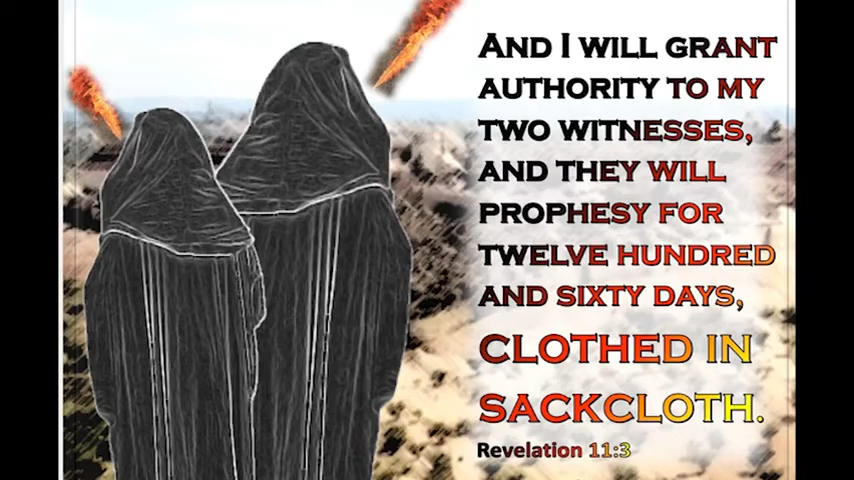 AND I WILL GRANT
AUTHORITY TO MY
TWO WITNESSES,
AND THEY WILL
PROPHESY FOR
TWELVE HUNDRED
AND SIXTY DAYS,
CLOTHED IN
SACKCLOTH.
Revelation 11:3